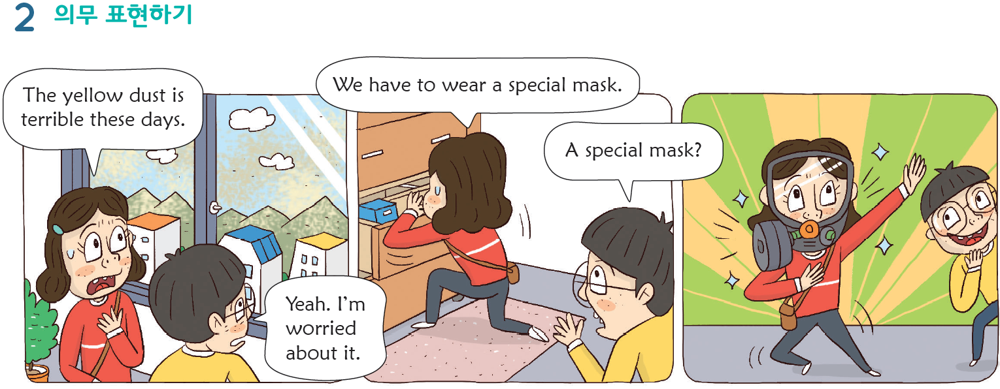 2 의무 표현하기
The yellow dust is
terrible these days.
Yeah. I'm
worried
about it.
We have to wear a special mask.
A special mask?